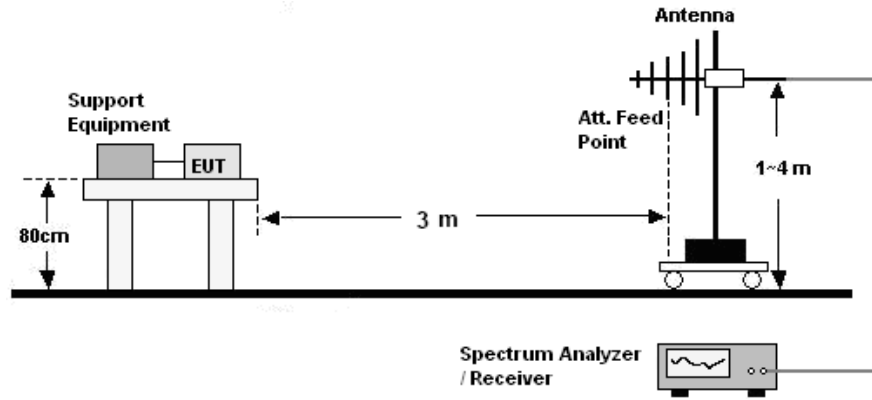 Antenna
Support
Equipment
EUT
Att. Feed
Point
1~4 m
80cm
3 m
Spectrum Analyzer
/ Receiver